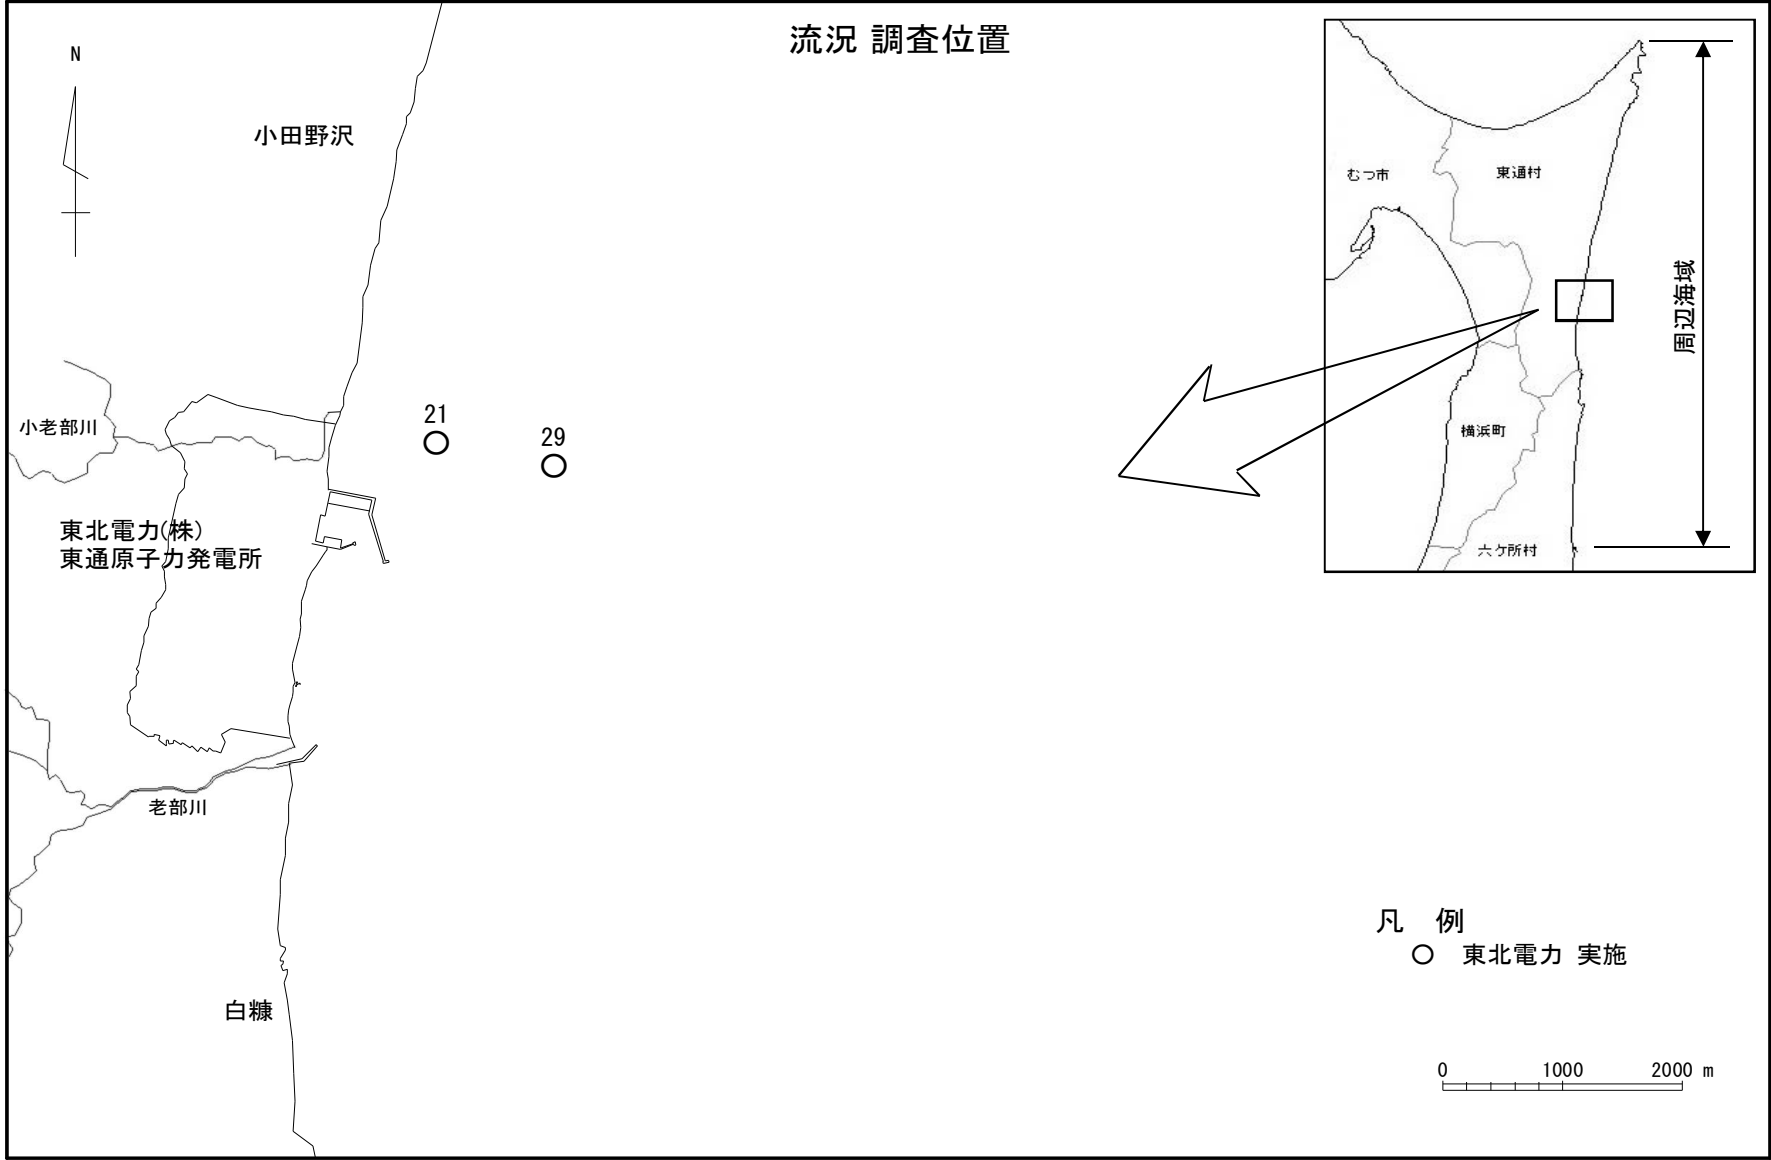 流況 調査位置
N
小田野沢
むつ市
東通村
周辺海域
小老部川
21
29
横浜町
東北電力(株)
東通原子力発電所
六ケ所村
老部川
凡 例
○ 東北電力 実施
白糠
0 1000 2000 m